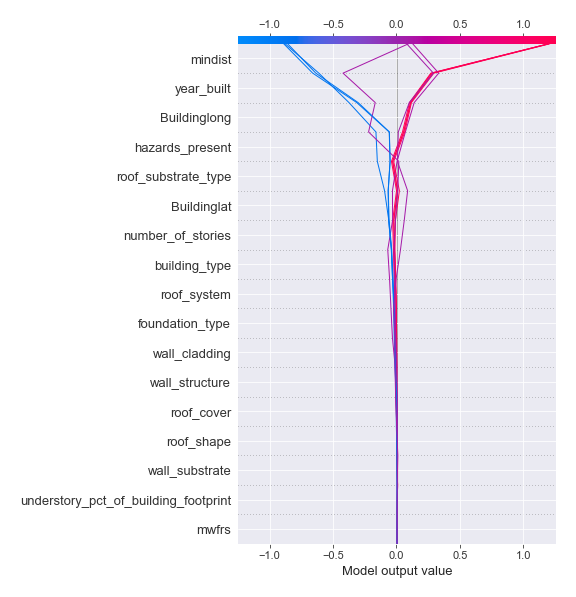 −1.0 −0.5 0.0 0.5 1.0
mindist
year_built
Buildinglong
hazards_present
roof_substrate_type
Buildinglat
number_of_stories
building_type
roof_system
foundation_type
wall_cladding
wall_structure
roof_cover
roof_shape
wall_substrate
understory_pct_of_building_footprint
mwfrs
−1.0 −0.5 0.0 0.5 1.0
Model output value